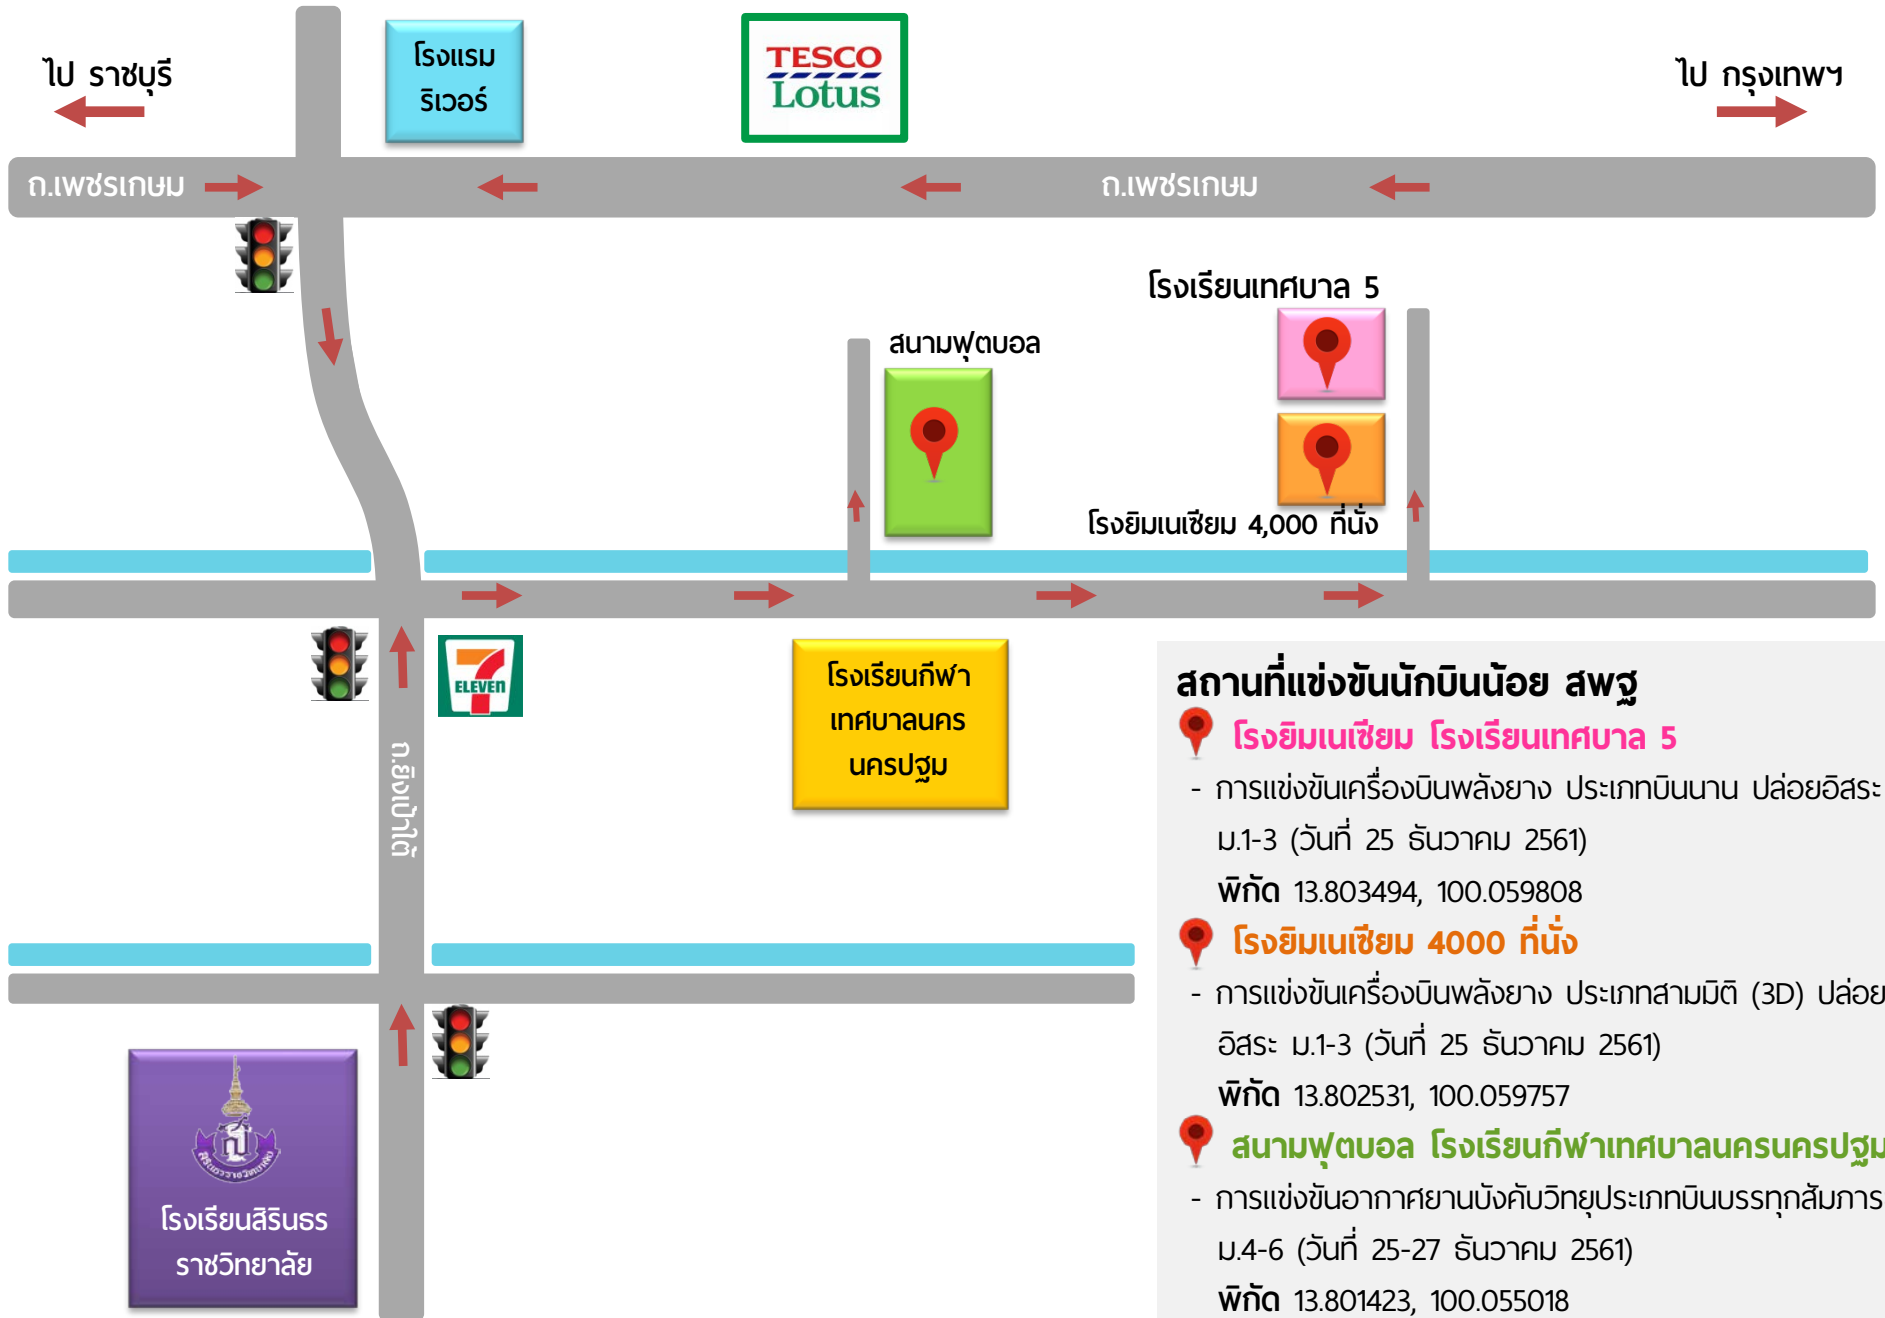 ไป ราชบุรี
โรงแรม
ริเวอร์
TESCO
Lotus
ไป กรุงเทพฯ
ถ.เพชรเกษม
ถ.เพชรเกษม
โรงเรียนเทศบาล 5
สนามฟุตบอล
โรงยิมเนเซียม 4,000 ที่นั่ง
7
ELEVEN
โรงเรียนกีฬา
เทศบาลนคร
นครปฐม
ถ.ยิงเป้าใต้
สถานที่แข่งขันนักบินน้อย สพฐ
โรงยิมเนเซียม โรงเรียนเทศบาล 5
- การแข่งขันเครื่องบินพลังยาง ประเภทบินนาน ปล่อยอิสระ
ม.1-3 (วันที่ 25 ธันวาคม 2561)
พิกัด 13.803494, 100.059808
โรงยิมเนเซียม 4000 ที่นั่ง
- การแข่งขันเครื่องบินพลังยาง ประเภทสามมิติ (3D) ปล่อย
อิสระ ม.1-3 (วันที่ 25 ธันวาคม 2561)
พิกัด 13.802531, 100.059757
สนามฟุตบอล โรงเรียนกีฬาเทศบาลนครนครปฐม
- การแข่งขันอากาศยานบังคับวิทยุประเภทบินบรรทุกสัมภาระ
ม.4-6 (วันที่ 25-27 ธันวาคม 2561)
พิกัด 13.801423, 100.055018
ส
สิรินธรราชวิทยาลัย
โรงเรียนสิรินธร
ราชวิทยาลัย